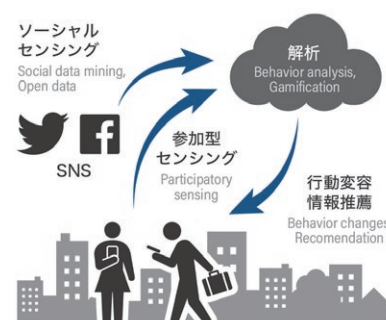 ソーシャル
センシング
Social data mining,
Open data
SNS
解析
Behavior analysis,
Gamification
参加型
センシング
Participatory
sensing
行動変容
情報推薦
Behavior changes
Recomendation